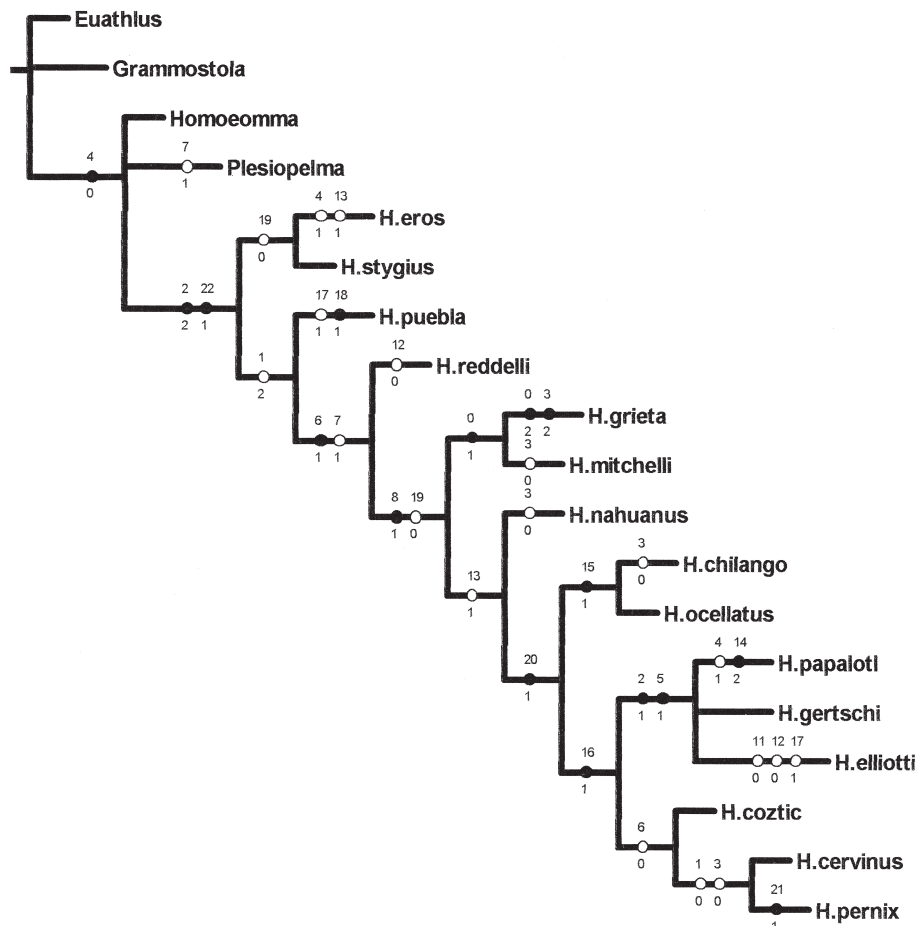 Euathlus
Grammostola
Homoeomma
4
0
7
1
Plesiopelma
4 13
1 1
H.eros
19
0
H.stygius
2 22
2 1
17 18
1 1
H.puebla
1
2
12
0
H.reddelli
0 3
2 2
H.grieta
6 7
1 1
0
1
3
0
H.mitchelli
8 19
1 0
3
0
H.nahuanus
3
0
H.chilango
13
1
15
1
H.ocellatus
20
1
4 14
1 2
H.papalotl
2 5
1 1
H.gertschi
16
1
11 12 17
0 0 1
H.elliotti
H.coztic
6
0
1 3
0 0
H.cervinus
21
1
H.pernix